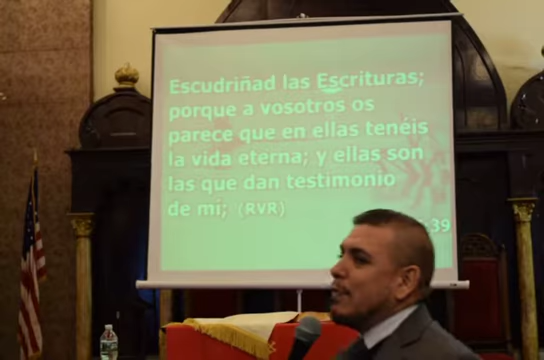 Escudriñad las Escrituras;
porque a vosotros os
parece que en ellas tenéis
la vida eterna; y ellas son
las que dan testimonio
de mí; (RVR)
:39